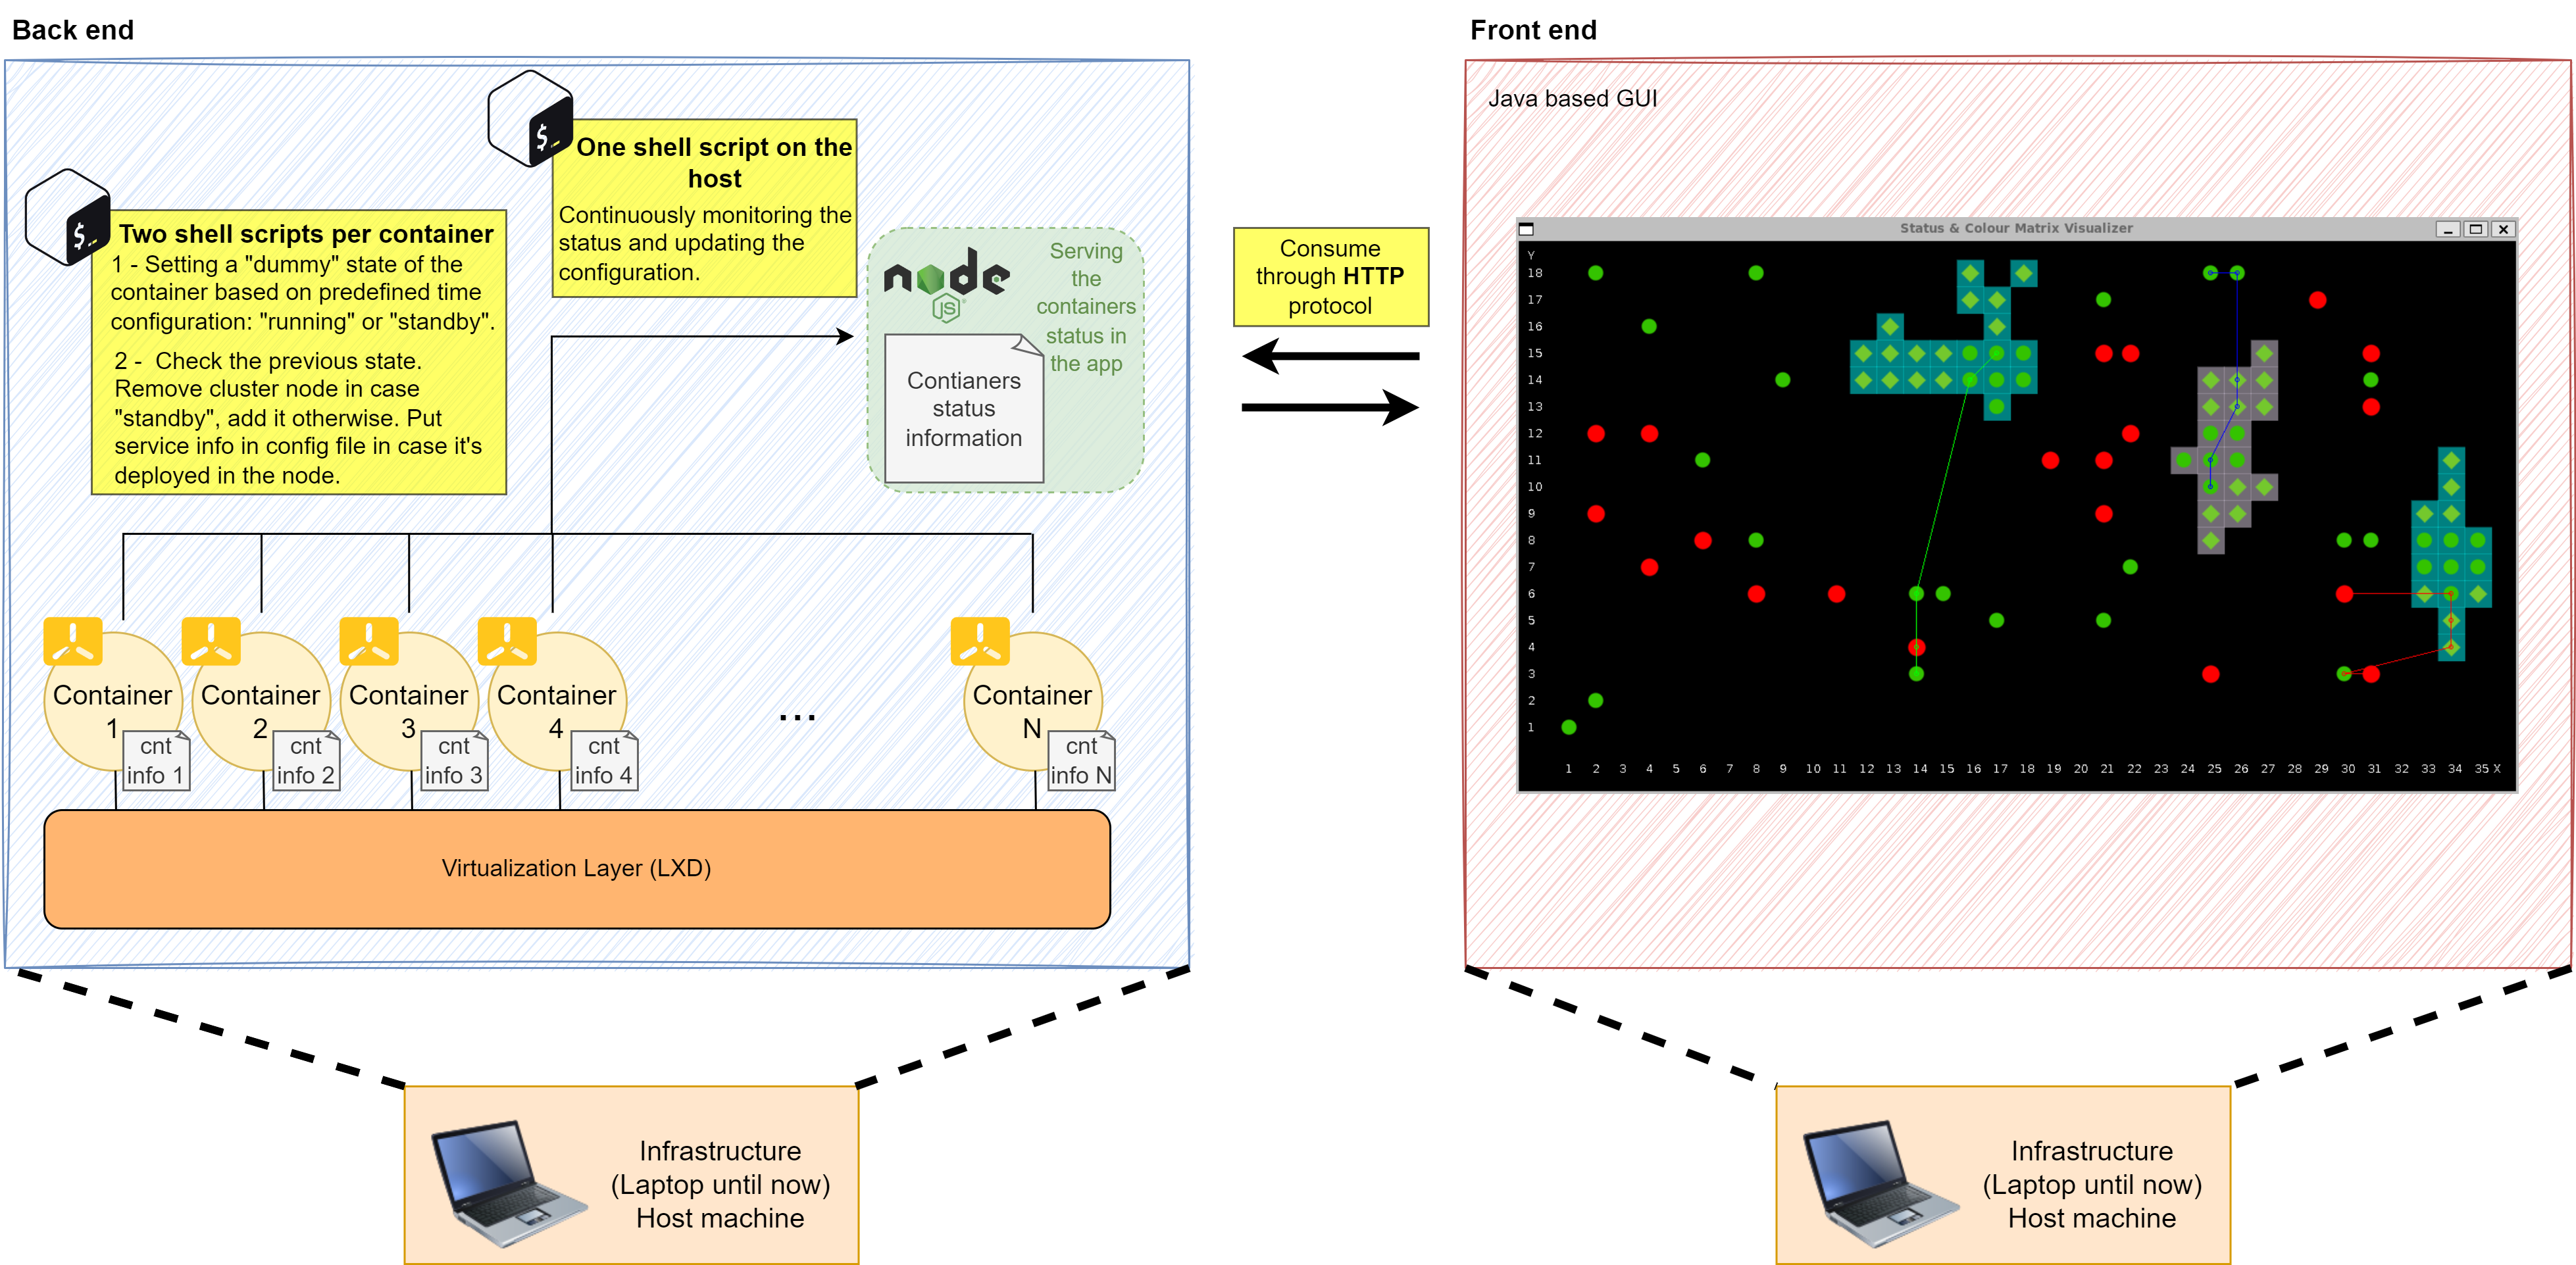 Back end
One shell script on the
host
Continuously monitoring the
status and updating the
configuration.
Two shell scripts per container
1 - Setting a "dummy" state of the
container based on predefined time
configuration: "running" or "standby".
2 -  Check the previous state.
Remove cluster node in case
"standby", add it otherwise. Put
service info in config file in case it's
deployed in the node.
$_
$_
node
JS
Serving
the
containers
status in
the app
Contianers
status
information
Container
1
cnt
info 1
Container
2
cnt
info 2
Container
3
cnt
info 3
Container
4
cnt
info 4
...
Container
N
cnt
info N
Virtualization Layer (LXD)
Infrastructure
(Laptop until now)
Host machine
Consume
through HTTP
protocol
Front end
Java based GUI
Status & Colour Matrix Visualizer
Y
18
17
16
15
14
13
12
11
10
9
8
7
6
5
4
3
2
1
1 2 3 4 5 6 7 8 9 10 11 12 13 14 15 16 17 18 19 20 21 22 23 24 25 26 27 28 29 30 31 32 33 34 35 X
Infrastructure
(Laptop until now)
Host machine